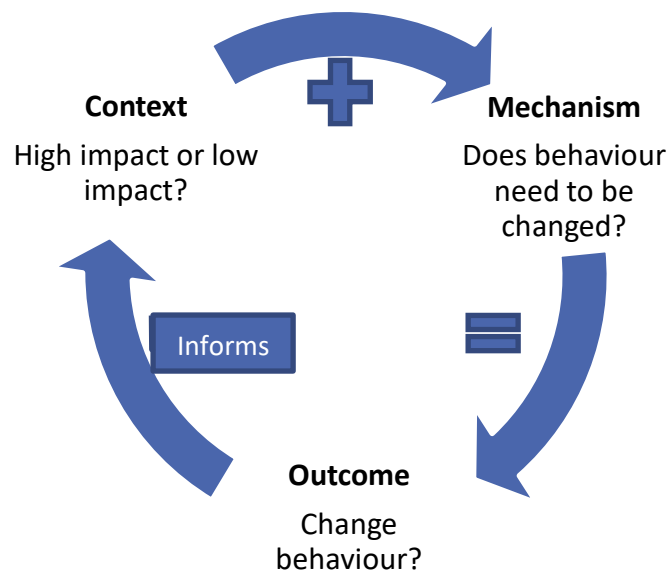 Context
High impact or low
impact?
Mechanism
Does behaviour
need to be
changed?
Informs
Outcome
Change
behaviour?